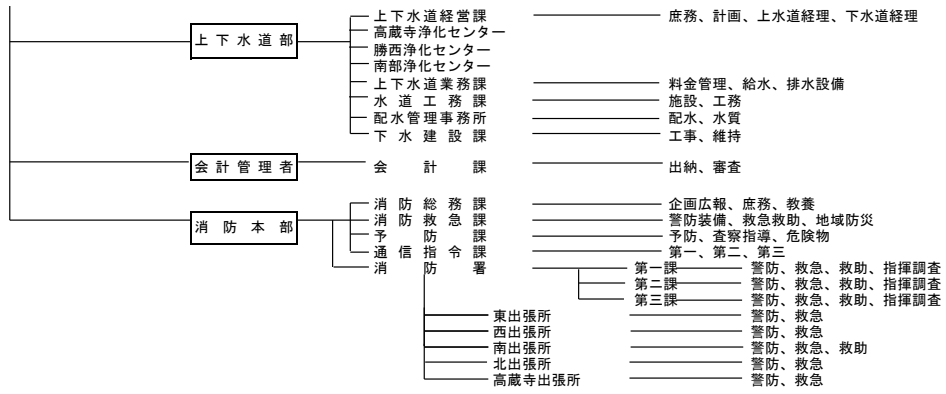 上下水道経営課 庶務、計画、上水道経理、下水道経理
高蔵寺浄化センター
上下水道部
勝西浄化センター
南部浄化センター
上下水道業務課 料金管理、給水、排水設備
水道工務課 施設、工務
配水管理事務所 配水、水質
下水建設課 工事、維持
会計管理者 会計課 出納、審査
消防総務課 企画広報、庶務、教養
消防本部 消防救急課 警防装備、救急救助、地域防災
予防課 予防、査察指導、危険物
通信指令課 第一、第二、第三
消防署 第一課 警防、救急、救助、指揮調査
第二課 警防、救急、救助、指揮調査
第三課 警防、救急、救助、指揮調査
東出張所 警防、救急
西出張所 警防、救急
南出張所 警防、救急、救助
北出張所 警防、救急
高蔵寺出張所 警防、救急